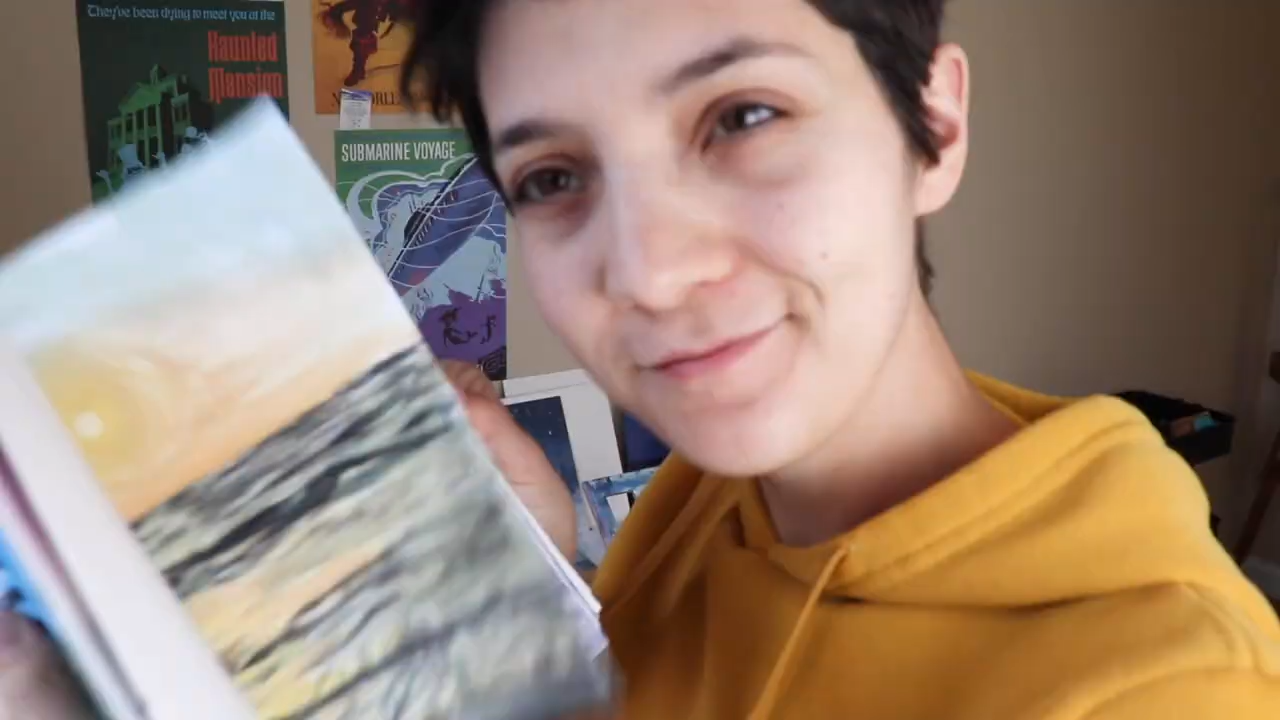 They've been dying to meet you at the
Haunted
Mansion
SUBMARINE VOYAGE